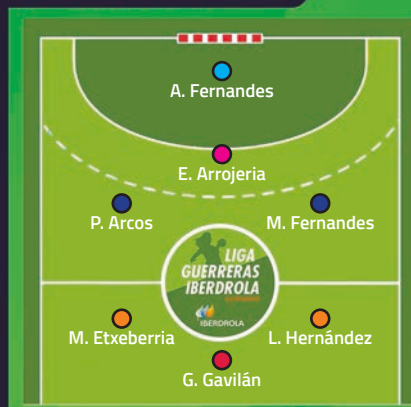 A. Fernandes
E. Arrojeria
P. Arcos
M. Fernandes
LIGA
GUERRERAS
IBERDROLA
IBERDROLA
M. Etxeberria
L. Hernández
G. Gavilán